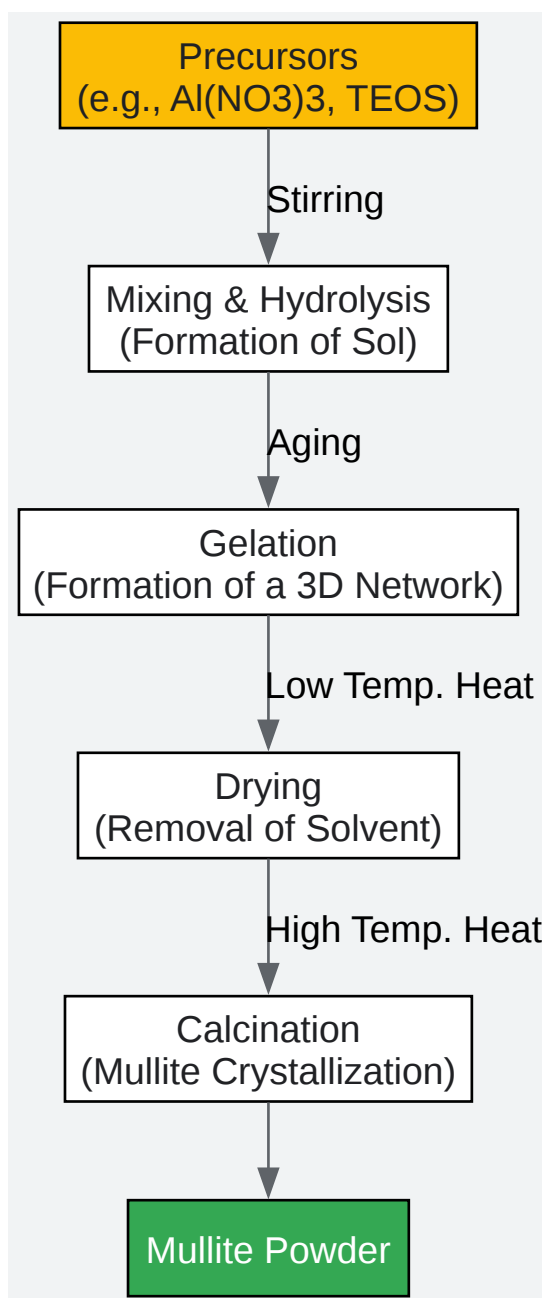 Precursors
(e.g., Al(NO3)3, TEOS)
Stirring
Mixing & Hydrolysis
(Formation of Sol)
Aging
Gelation
(Formation of a 3D Network)
Low Temp. Heat
Drying
(Removal of Solvent)
High Temp. Heat
Calcination
(Mullite Crystallization)
Mullite Powder